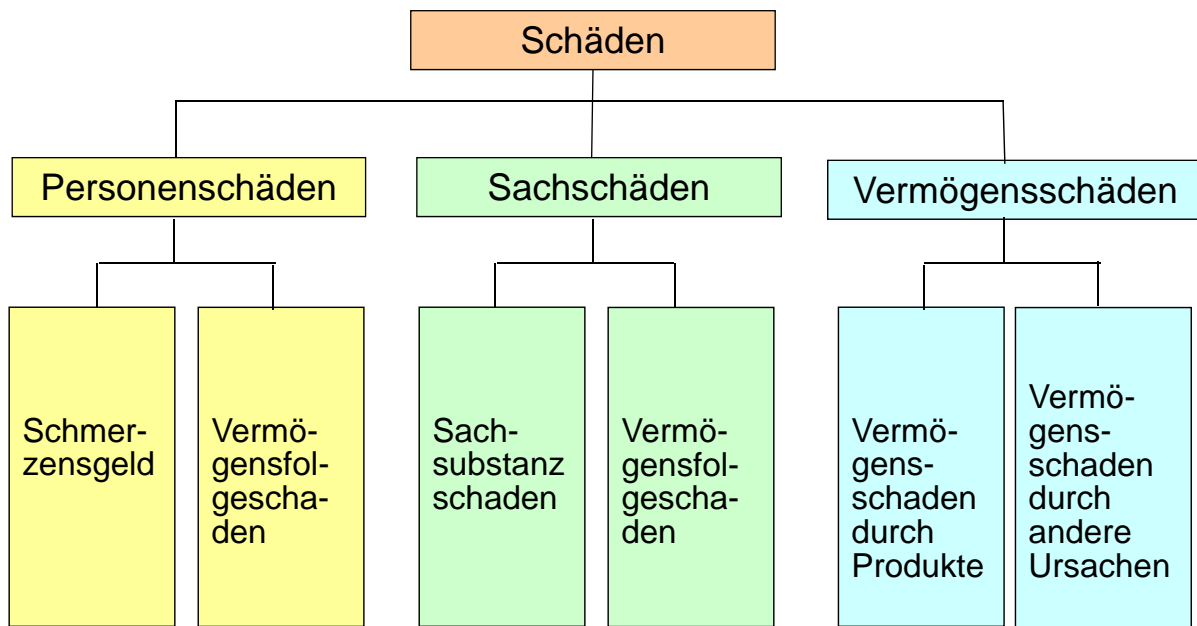 Schäden
Personenschäden
Sachschäden
Vermögensschäden
Schmer-
zensgeld
Vermö-
gensfol-
gescha-
den
Sach-
substanz
schaden
Vermö-
gensfol-
gescha-
den
Vermö-
gens-
schaden
durch
Produkte
Vermö-
gens-
schaden
durch
andere
Ursachen